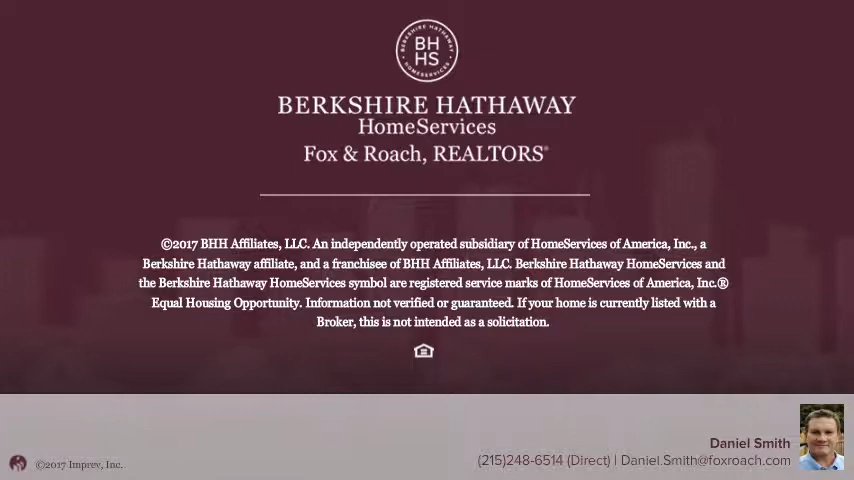 BERKSHIRE HATHAWAY
HOMESERVICES
BH
HS
BERKSHIRE HATHAWAY
HomeServices
Fox & Roach, REALTORS®
©2017 BHH Affiliates, LLC. An independently operated subsidiary of HomeServices of America, Inc., a
Berkshire Hathaway affiliate, and a franchisee of BHH Affiliates, LLC. Berkshire Hathaway HomeServices and
the Berkshire Hathaway HomeServices symbol are registered service marks of HomeServices of America, Inc.®
Equal Housing Opportunity. Information not verified or guaranteed. If your home is currently listed with a
Broker, this is not intended as a solicitation.
Daniel Smith
(215)248-6514 (Direct) | Daniel.Smith@foxroach.com
©2017 Imprev, Inc.